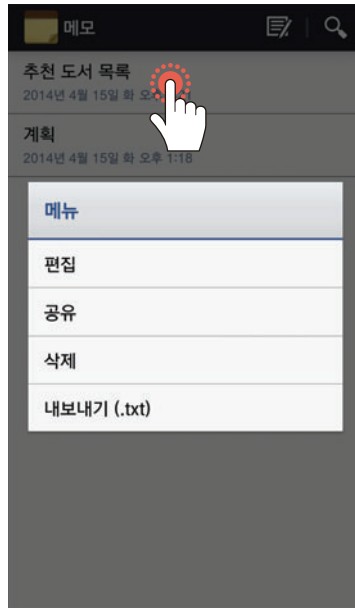 메모
추천 도서 목록
2014년 4월 15일 화 오
계획
2014년 4월 15일 화 오후 1:18
메뉴
편집
공유
삭제
내보내기 (.txt)